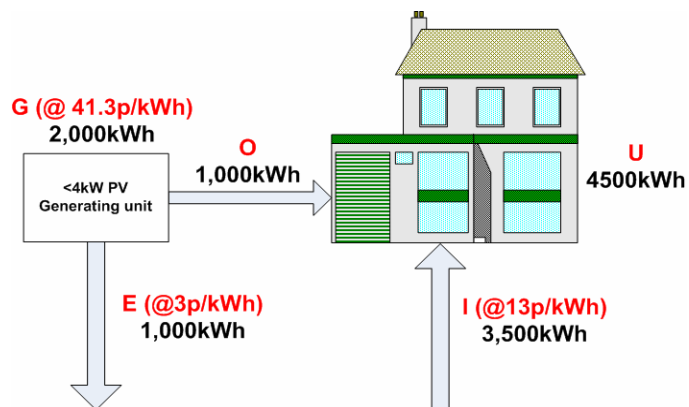 G (@ 41.3p/kWh)
2,000kWh
O
1,000kWh
U
4500kWh
<4kW PV
Generating unit
E (@3p/kWh)
1,000kWh
I (@13p/kWh)
3,500kWh